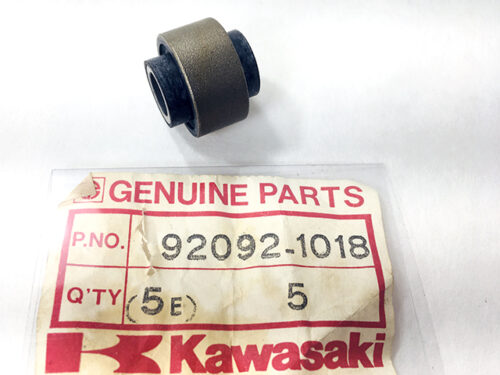 GENUINE PARTS
P.NO. 92092-1018
Q'TY (5E) 5
Kawasaki